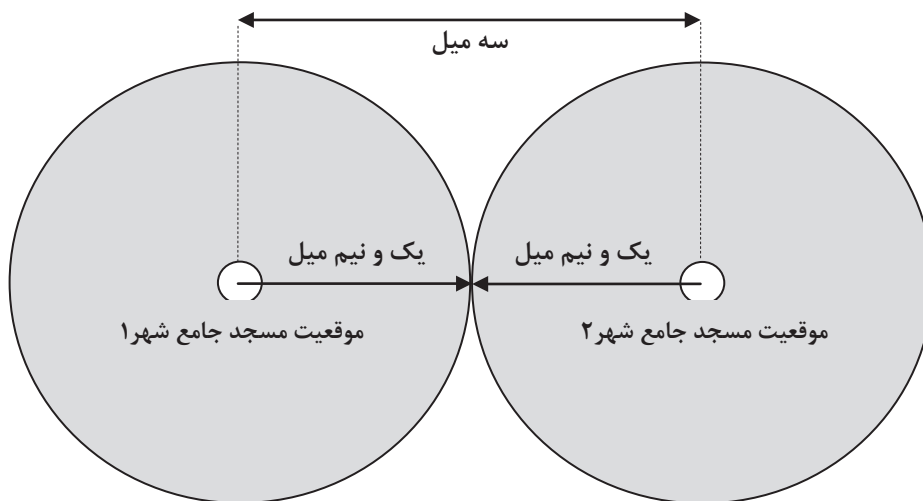 سه میل
یک و نیم میل
یک و نیم میل
موقعیت مسجد جامع شهر۲
موقعیت مسجد جامع شهر۱